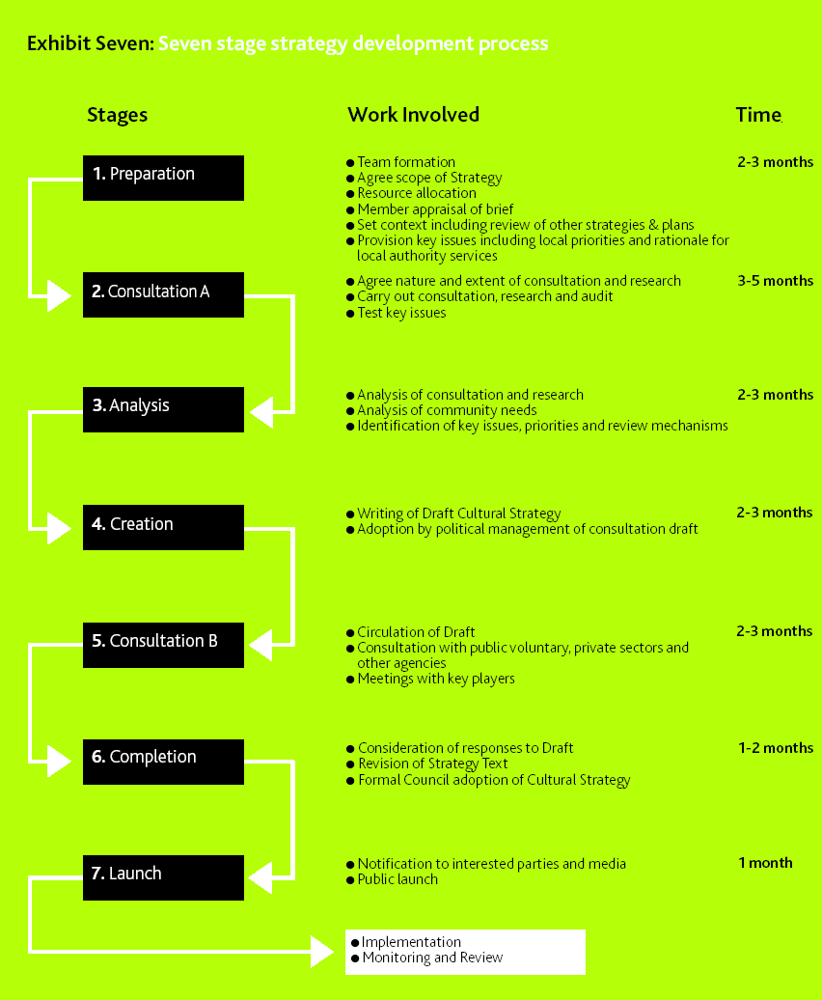 Exhibit Seven: Seven stage strategy development process
Stages Work Involved Time
1. Preparation
● Team formation 2-3 months
● Agree scope of Strategy
● Resource allocation
● Member appraisal of brief
● Set context including review of other strategies & plans
● Provision key issues including local priorities and rationale for
local authority services
2. Consultation A
● Agree nature and extent of consultation and research 3-5 months
● Carry out consultation, research and audit
● Test key issues
3. Analysis
● Analysis of consultation and research 2-3 months
● Analysis of community needs
● Identification of key issues, priorities and review mechanisms
4. Creation
● Writing of Draft Cultural Strategy 2-3 months
● Adoption by political management of consultation draft
5. Consultation B
● Circulation of Draft 2-3 months
● Consultation with public voluntary, private sectors and
other agencies
● Meetings with key players
6. Completion
● Consideration of responses to Draft 1-2 months
● Revision of Strategy Text
● Formal Council adoption of Cultural Strategy
7. Launch
● Notification to interested parties and media 1 month
● Public launch
● Implementation
● Monitoring and Review